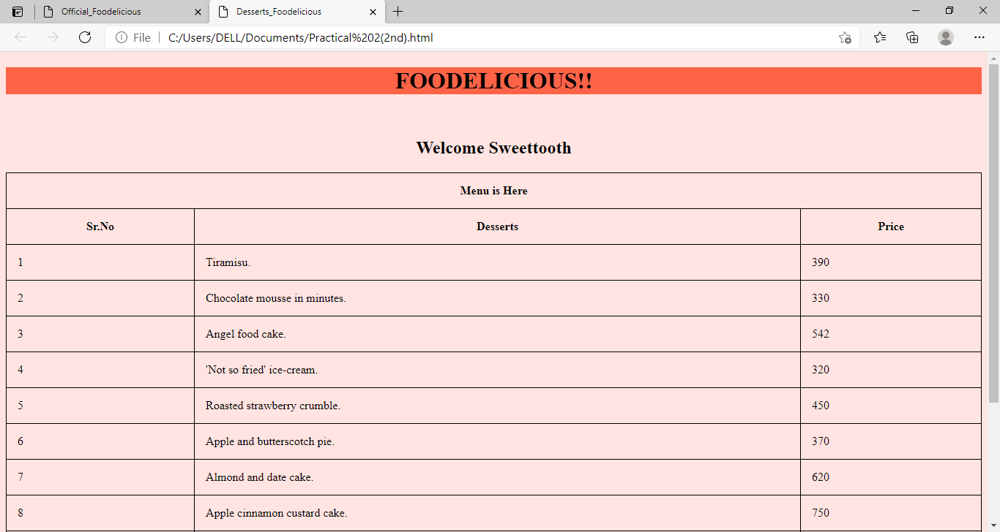 Official_Foodelicious
Desserts_Foodelicious
File
C:/Users/DELL/Documents/Practical%202(2nd).html
FOODELICIOUS!!
Welcome Sweettooth
Menu is Here
Sr.No Desserts Price
1 Tiramisu. 390
2 Chocolate mousse in minutes. 330
3 Angel food cake. 542
4 'Not so fried' ice-cream. 320
5 Roasted strawberry crumble. 450
6 Apple and butterscotch pie. 370
7 Almond and date cake. 620
8 Apple cinnamon custard cake. 750